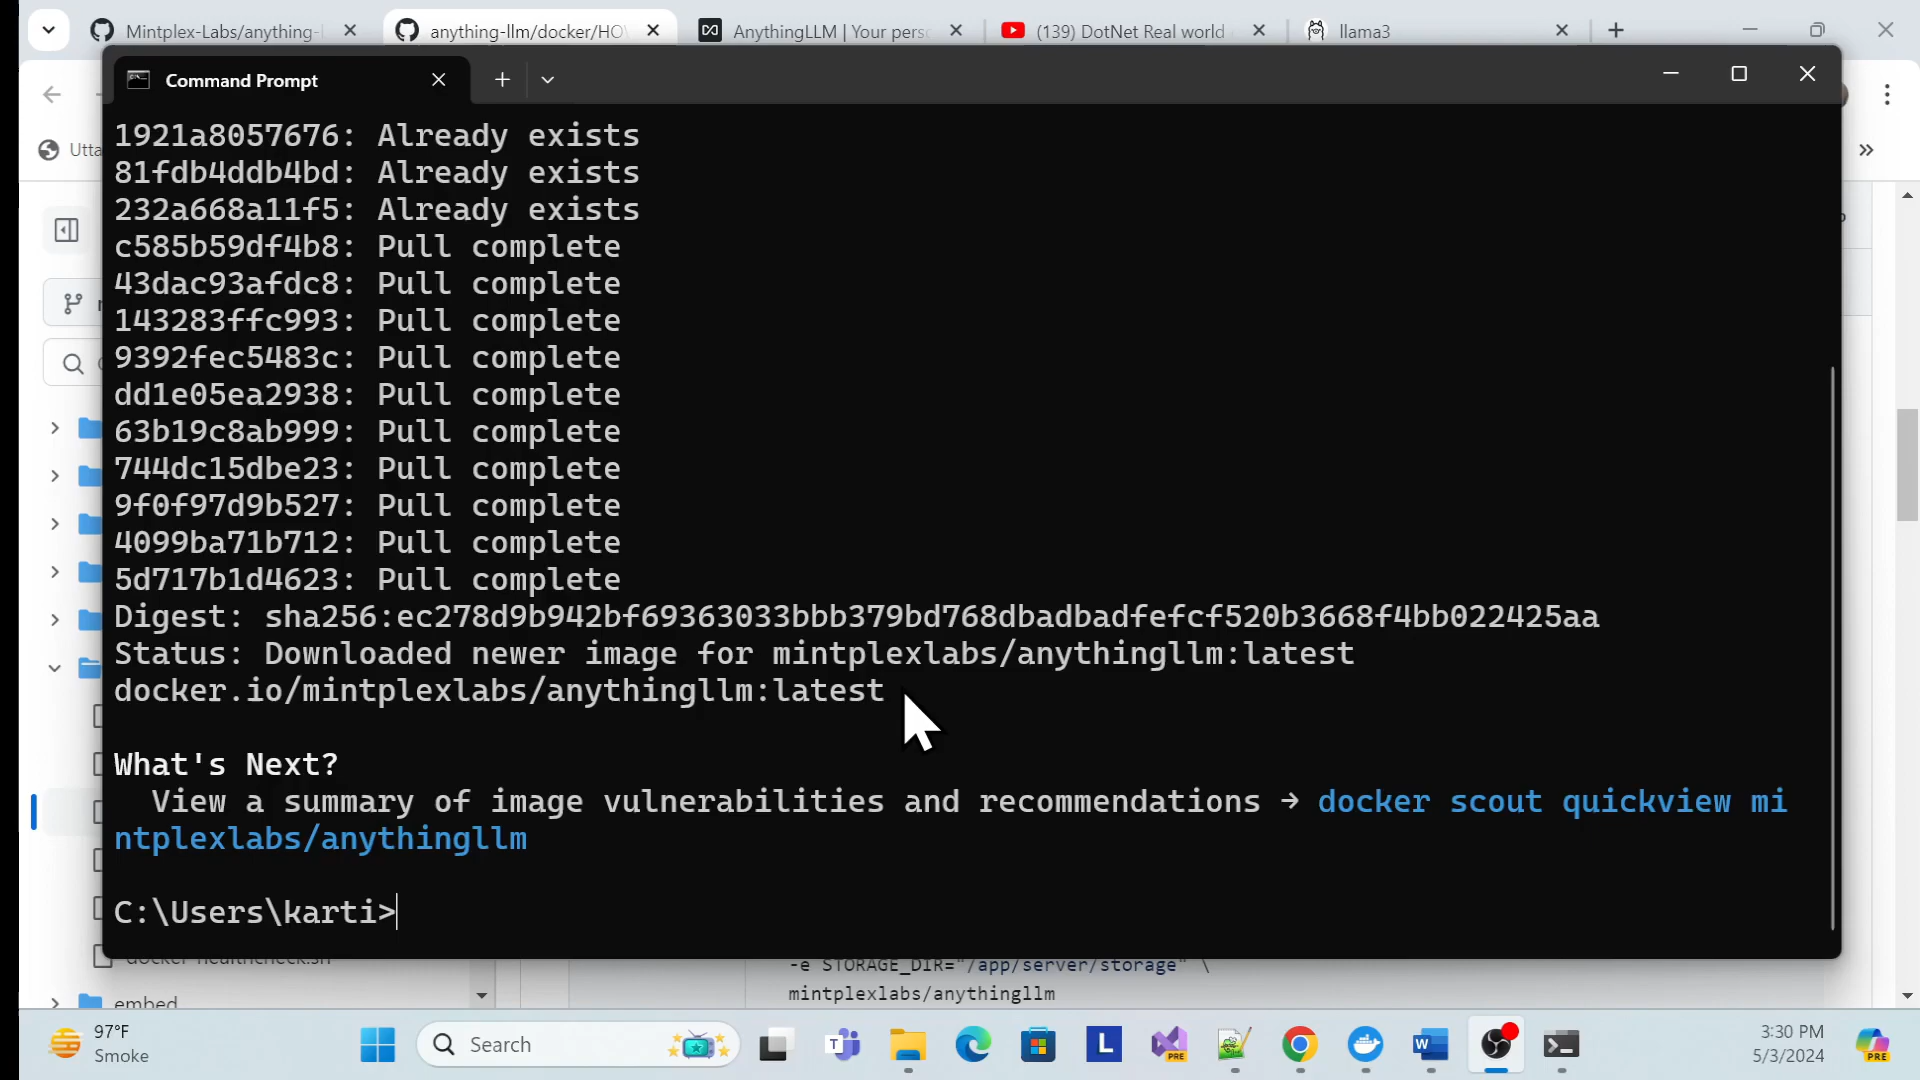 Mintplex-Labs/anything-l
anything-llm/docker/HOW
AnythingLLM | Your perso
(139) DotNet Real world
llama3
Command Prompt
Utta
1921a8057676: Already exists
81fdb4ddb4bd: Already exists
232a668a11f5: Already exists
c585b59df4b8: Pull complete
43dac93afdc8: Pull complete
143283ffc993: Pull complete
9392fec5483c: Pull complete
dd1e05ea2938: Pull complete
63b19c8ab999: Pull complete
744dc15dbe23: Pull complete
9f0f97d9b527: Pull complete
4099ba71b712: Pull complete
5d717b1d4623: Pull complete
Digest: sha256:ec278d9b942bf69363033bbb379bd768dbadbadfefcf520b3668f4bb022425aa
Status: Downloaded newer image for mintplexlabs/anythingllm:latest
docker.io/mintplexlabs/anythingllm:latest
What's Next?
View a summary of image vulnerabilities and recommendations → docker scout quickview mi
ntplexlabs/anythingllm
C:\Users\karti>
docker-healthcheck.sh
-e STORAGE_DIR="/app/server/storage" \
embed
mintplexlabs/anythingllm
97°F
Smoke
Search
3:30 PM
5/3/2024